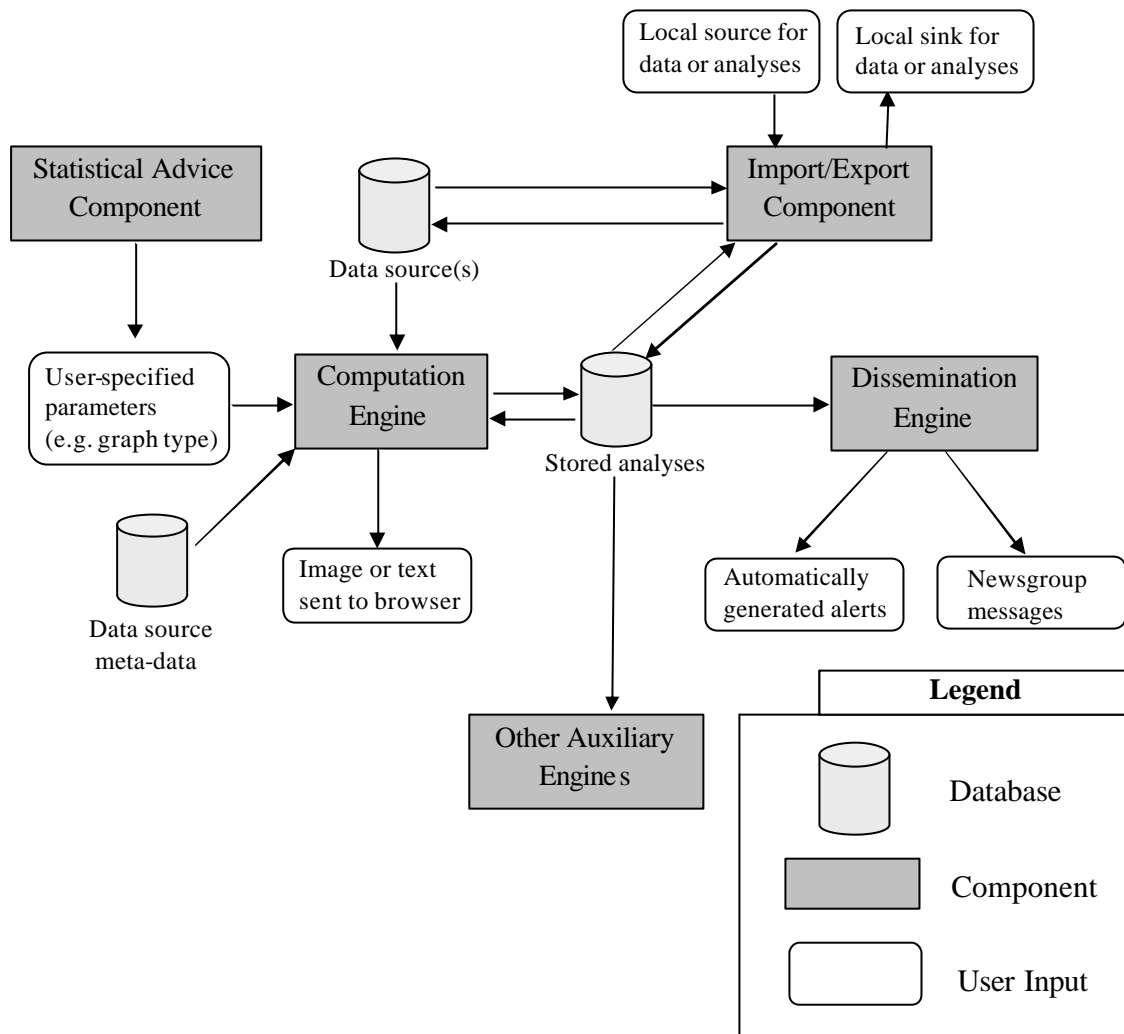 Local source for
data or analyses
Local sink for
data or analyses
Statistical Advice
Component
Import/Export
Component
Data source(s)
User-specified
parameters
(e.g. graph type)
Computation
Engine
Stored analyses
Dissemination
Engine
Data source
meta-data
Image or text
sent to browser
Automatically
generated alerts
Newsgroup
messages
Other Auxiliary
Engines
Legend
Database
Component
User Input